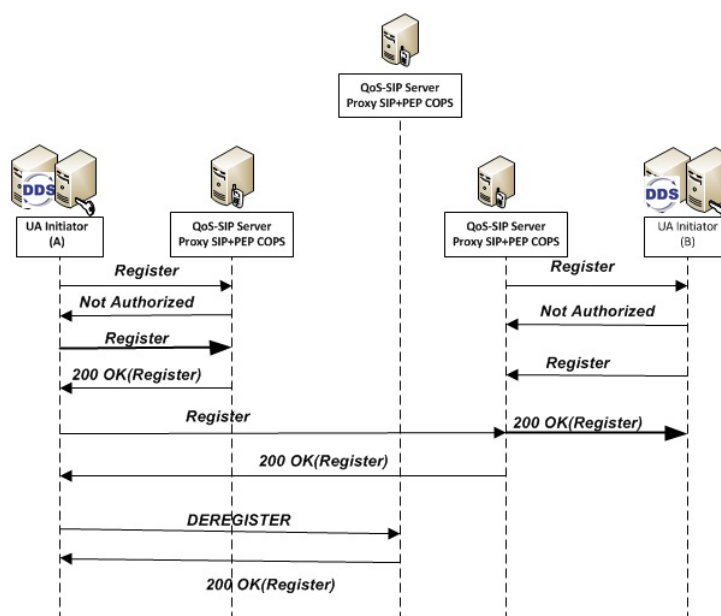 QoS-SIP Server
Proxy SIP+PEP COPS
DDS
UA Initiator
(A)
QoS-SIP Server
Proxy SIP+PEP COPS
QoS-SIP Server
Proxy SIP+PEP COPS
DDS
UA Initiator
(B)
Register
Register
Not Authorized
Not Authorized
Register
Register
200 OK(Register)
Register
200 OK(Register)
200 OK(Register)
DEREGISTER
200 OK(Register)